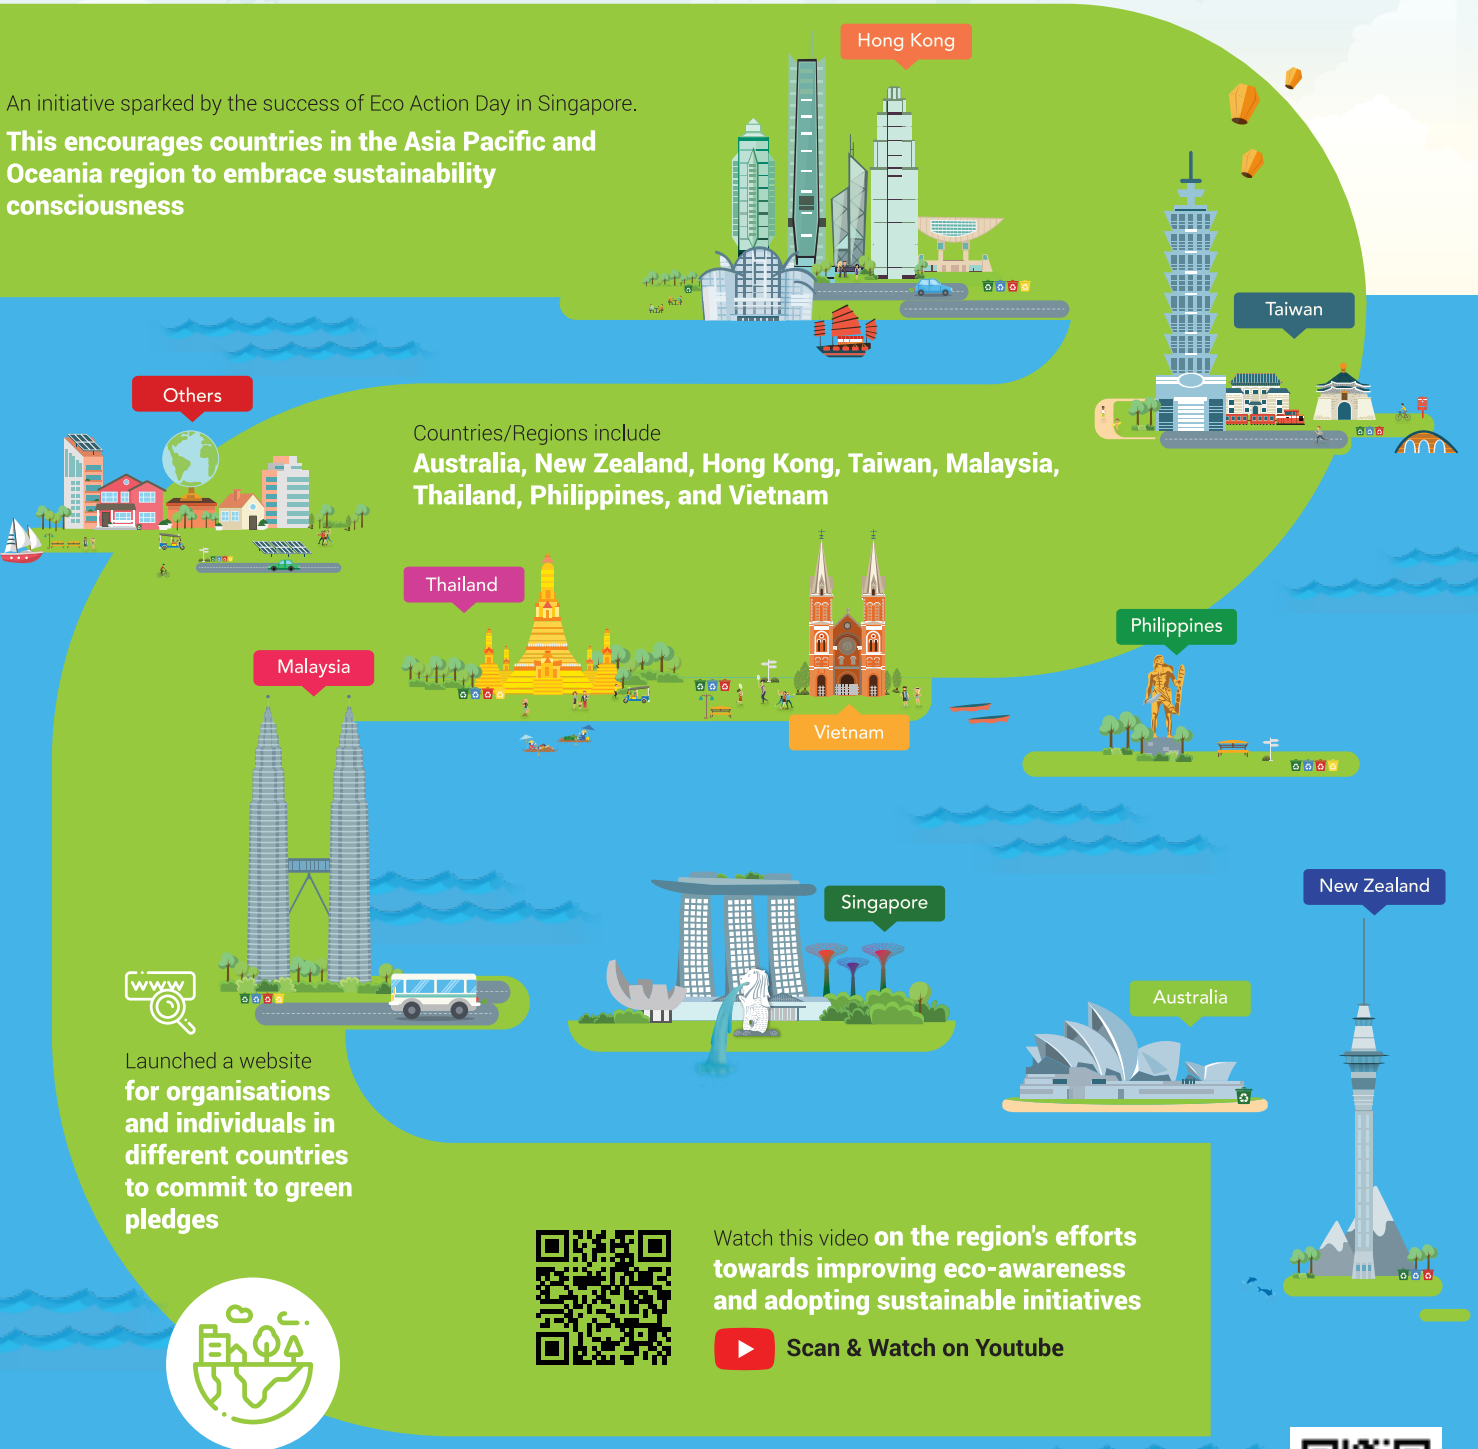 Hong Kong
An initiative sparked by the success of Eco Action Day in Singapore.
This encourages countries in the Asia Pacific and
Oceania region to embrace sustainability
consciousness
Taiwan
Others
Countries/Regions include
Australia, New Zealand, Hong Kong, Taiwan, Malaysia,
Thailand, Philippines, and Vietnam
Thailand
Philippines
Malaysia
Vietnam
New Zealand
Singapore
www
Australia
Launched a website
for organisations
and individuals in
different countries
to commit to green
pledges
Watch this video on the region's efforts
towards improving eco-awareness
and adopting sustainable initiatives
Scan & Watch on Youtube